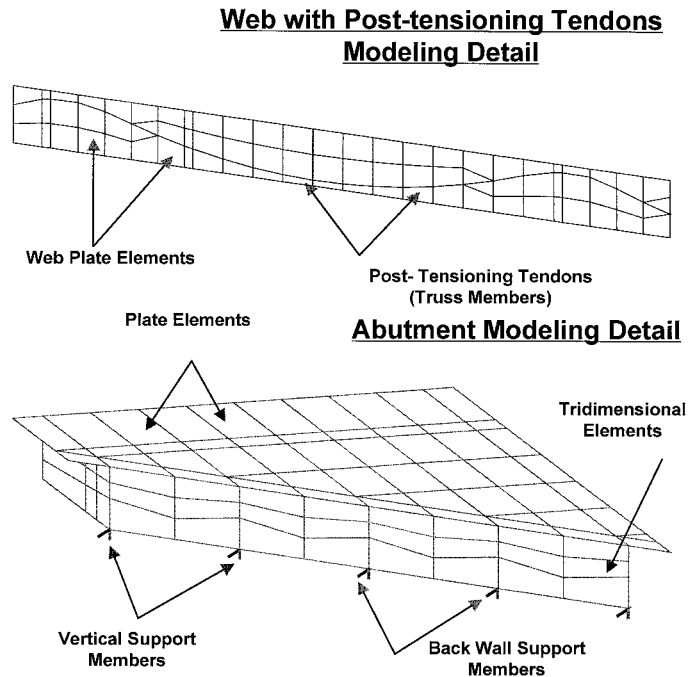 Web with Post-tensioning Tendons
Modeling Detail
Web Plate Elements
Post- Tensioning Tendons
(Truss Members)
Plate Elements
Abutment Modeling Detail
Tridimensional
Elements
Vertical Support
Members
Back Wall Support
Members